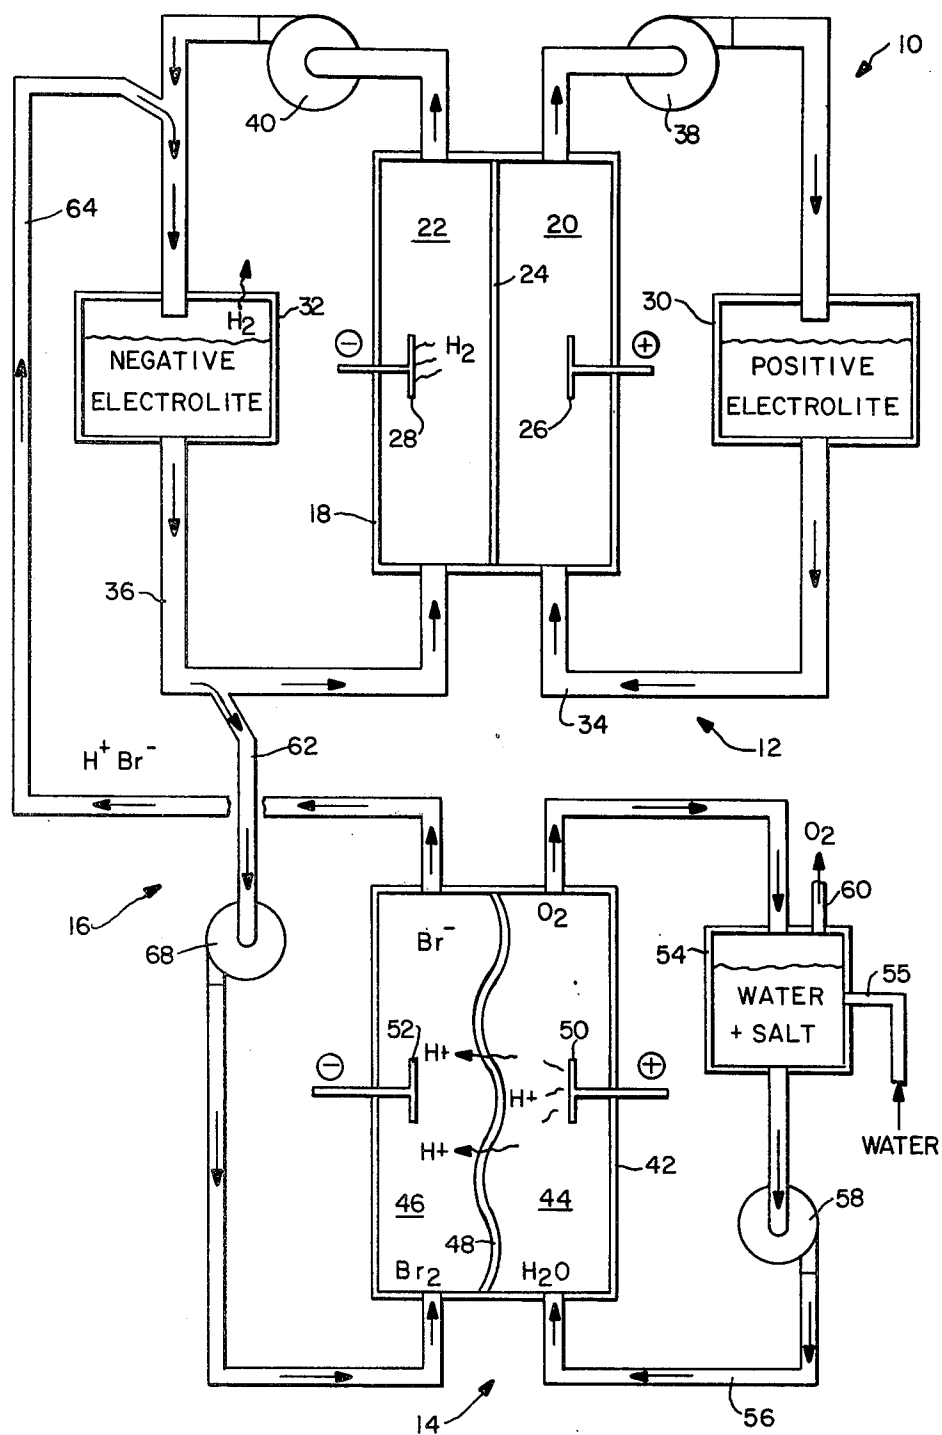 10
40
38
64
22
20
24
H2
32
30
⊖
H2
⊕
NEGATIVE
ELECTROLITE
POSITIVE
ELECTROLITE
28
26
18
36
34
12
62
H+ Br-
O2
60
16
68
Br-
O2
54
55
WATER
+ SALT
52
50
H+
⊖
⊕
H+
H+
WATER
42
46
44
58
48
Br2
H2O
14
56